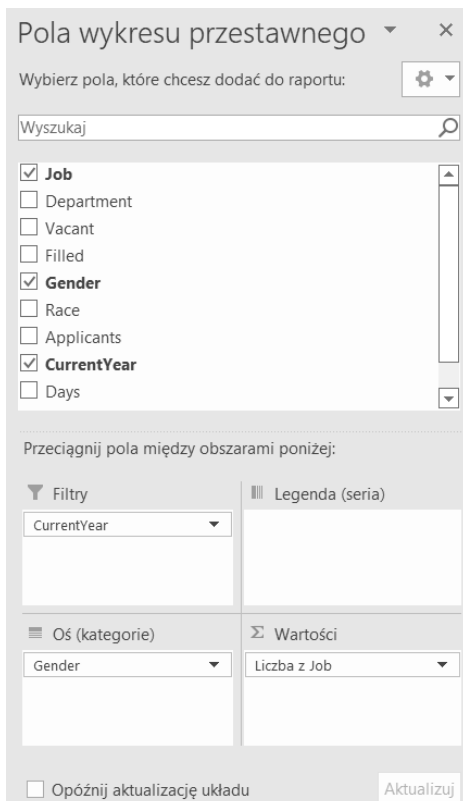 Pola wykresu przestawnego
Wybierz pola, które chcesz dodać do raportu:
Wyszukaj
Job
Department
Vacant
Filled
Gender
Race
Applicants
CurrentYear
Days
Przeciągnij pola między obszarami poniżej:
Filtry
CurrentYear
Legenda (seria)
Oś (kategorie)
Gender
Σ Wartości
Liczba z Job
Opóźnij aktualizację układu
Aktualizuj